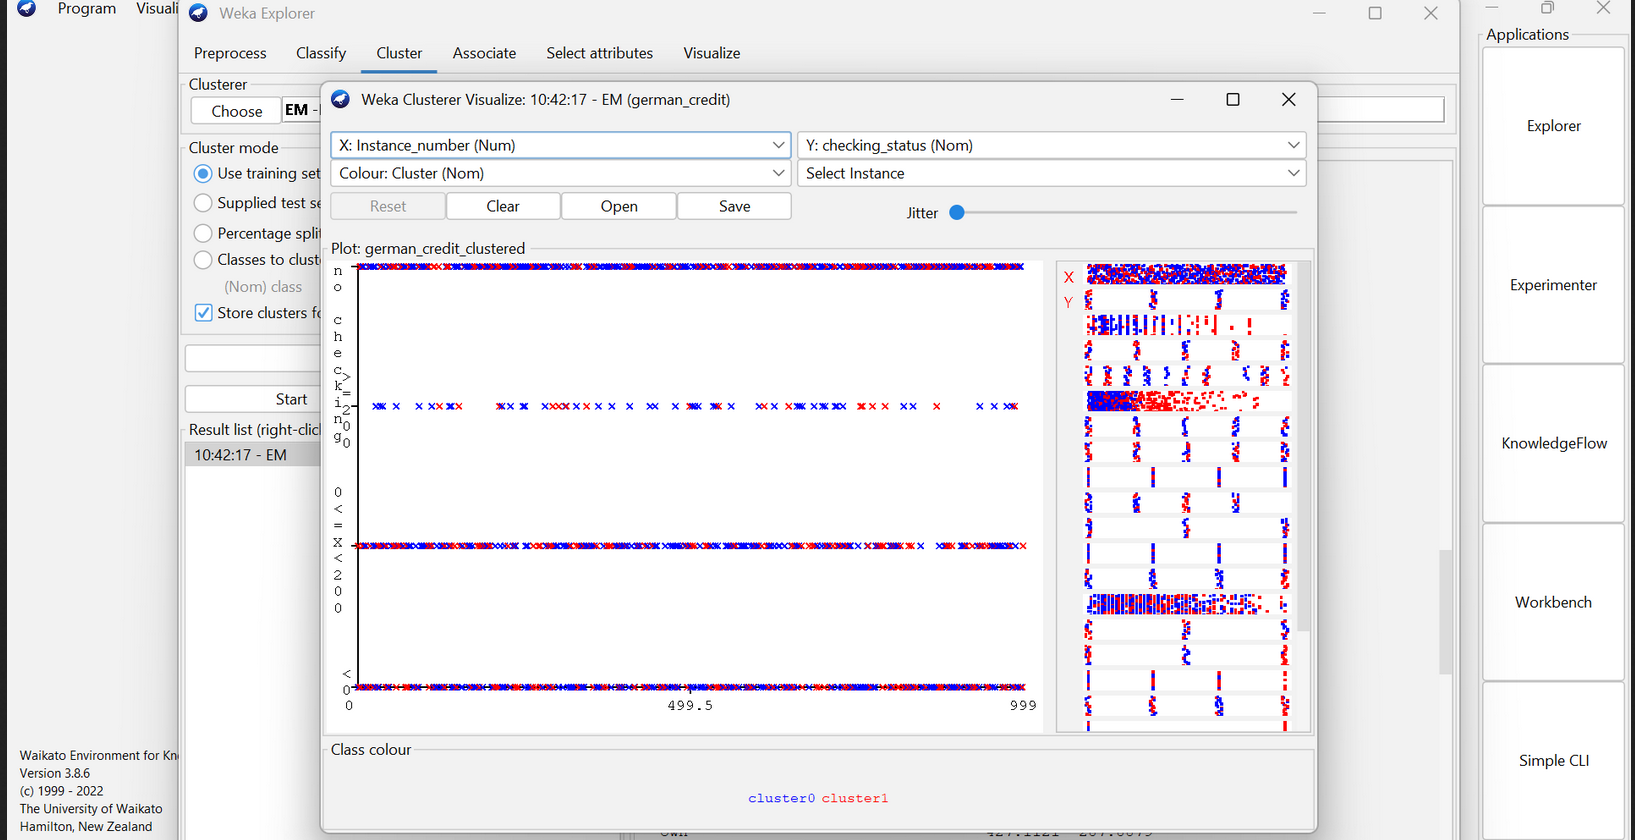 Program Visuali
Weka Explorer
Applications
Preprocess Classify Cluster Associate Select attributes Visualize
Clusterer
Choose EM -
Weka Clusterer Visualize: 10:42:17 - EM (german_credit)
X: Instance_number (Num) Y: checking_status (Nom)
Colour: Cluster (Nom) Select Instance
Reset Clear Open Save Jitter
Cluster mode
Use training set
Supplied test se
Percentage split
Classes to clust
(Nom) class
Store clusters fo
Start
Result list (right-click
10:42:17 - EM
Plot: german_credit_clustered
no checking
>=200
0<=X<200
<0
0 499.5 999
X
Y
Class colour
cluster0 cluster1
Explorer
Experimenter
KnowledgeFlow
Workbench
Simple CLI
Waikato Environment for Kn
Version 3.8.6
(c) 1999 - 2022
The University of Waikato
Hamilton, New Zealand